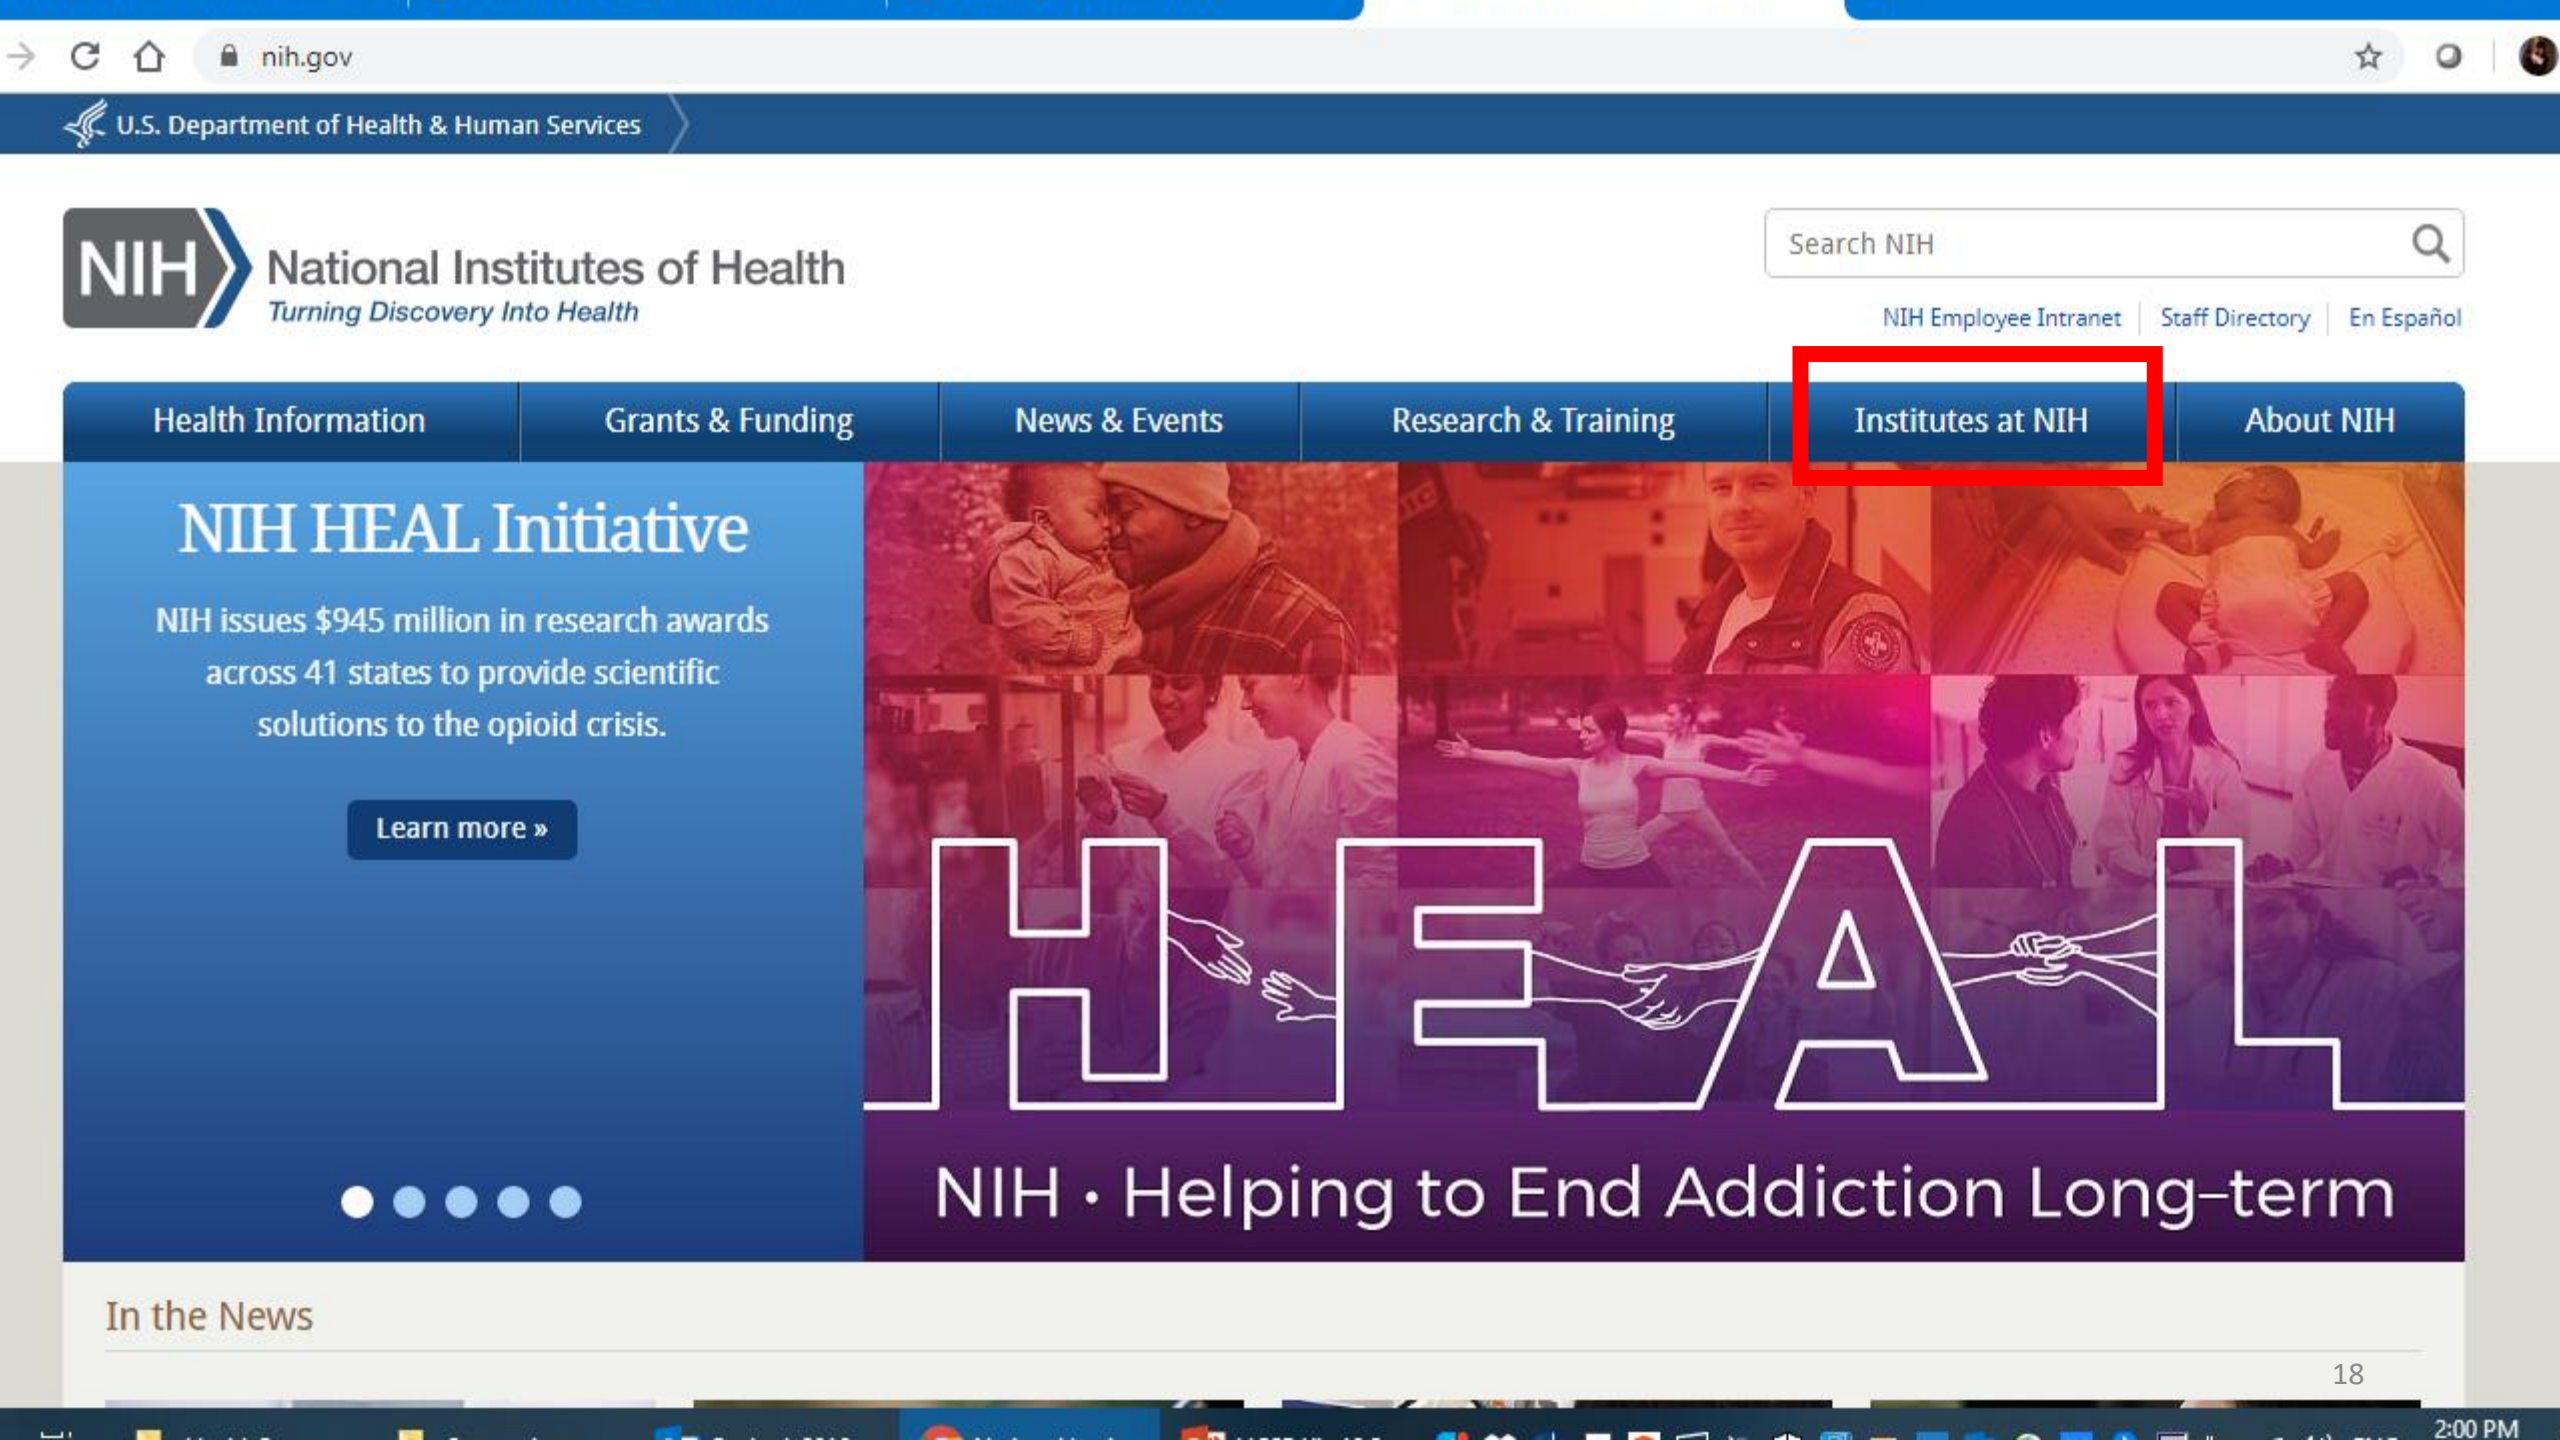 nih.gov
U.S. Department of Health & Human Services
NIH
National Institutes of Health
Turning Discovery Into Health
Search NIH
NIH Employee Intranet
Staff Directory
En Español
Health Information
Grants & Funding
News & Events
Research & Training
Institutes at NIH
About NIH
NIH HEAL Initiative
NIH issues $945 million in research awards
across 41 states to provide scientific
solutions to the opioid crisis.
Learn more »
HEAL
NIH · Helping to End Addiction Long-term
In the News
18
2:00 PM